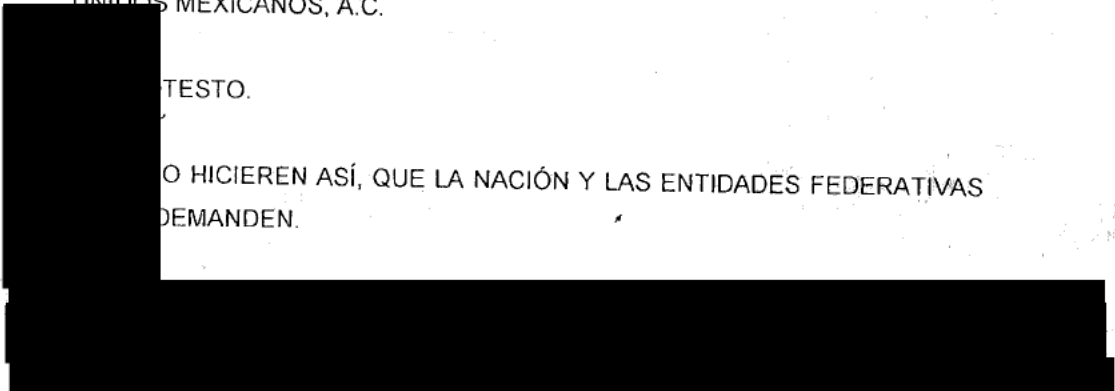 MEXICANOS, A.C.
TESTO.
O HICIEREN ASÍ, QUE LA NACIÓN Y LAS ENTIDADES FEDERATIVAS
DEMANDEN.